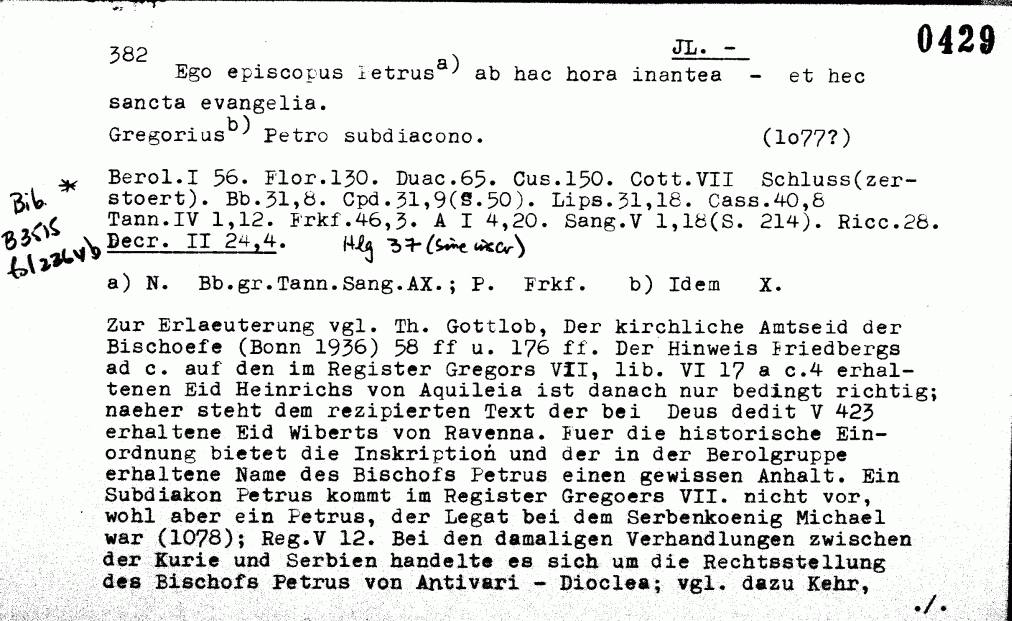 0429
382 JL. -
Ego episcopus Petrus a) ab hac hora inantea - et hec
sancta evangelia.
Gregorius b) Petro subdiacono. (1o77?)
Berol.I 56. Flor.130. Duac.65. Cus.150. Cott.VII Schluss(zer-
stoert). Bb.31,8. Cpd.31,9(S.50). Lips.31,18. Cass.40,8
Tann.IV 1,12. Frkf.46,3. A I 4,20. Sang.V 1,18(S. 214). Ricc.28.
Decr. II 24,4. Hlg 37 (sine inscr)
Bib. *
B3515
fol 236vb
a) N. Bb.gr.Tann.Sang.AX.; P. Frkf. b) Idem X.
Zur Erlaeuterung vgl. Th. Gottlob, Der kirchliche Amtseid der
Bischoefe (Bonn 1936) 58 ff u. 176 ff. Der Hinweis Friedbergs
ad c. auf den im Register Gregors VII, lib. VI 17 a c.4 erhal-
tenen Eid Heinrichs von Aquileia ist danach nur bedingt richtig;
naeher steht dem rezipierten Text der bei Deus dedit V 423
erhaltene Eid Wiberts von Ravenna. Fuer die historische Ein-
ordnung bietet die Inskription und der in der Berolgruppe
erhaltene Name des Bischofs Petrus einen gewissen Anhalt. Ein
Subdiakon Petrus kommt im Register Gregoers VII. nicht vor,
wohl aber ein Petrus, der Legat bei dem Serbenkoenig Michael
war (1078); Reg.V 12. Bei den damaligen Verhandlungen zwischen
der Kurie und Serbien handelte es sich um die Rechtsstellung
des Bischofs Petrus von Antivari - Dioclea; vgl. dazu Kehr,
./.